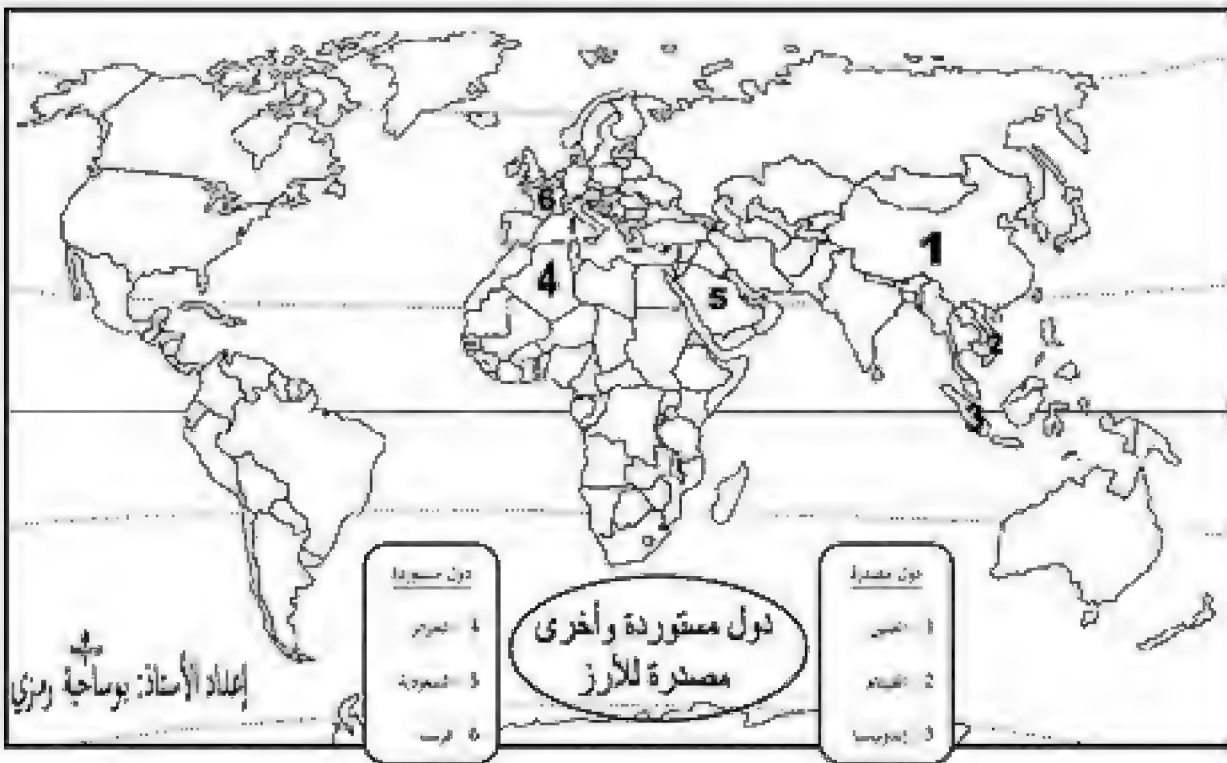 1
2
3
4
5
6
دول مصدرة
1 - الصين
2 - الفيتنام
3 - إندونيسيا
دول مستوردة وأخرى
مصدرة للأرز
دول مستوردة
4 - الجزائر
5 - السعودية
6 - فرنسا
إعداد الأستاذ: بوساحية رمزي